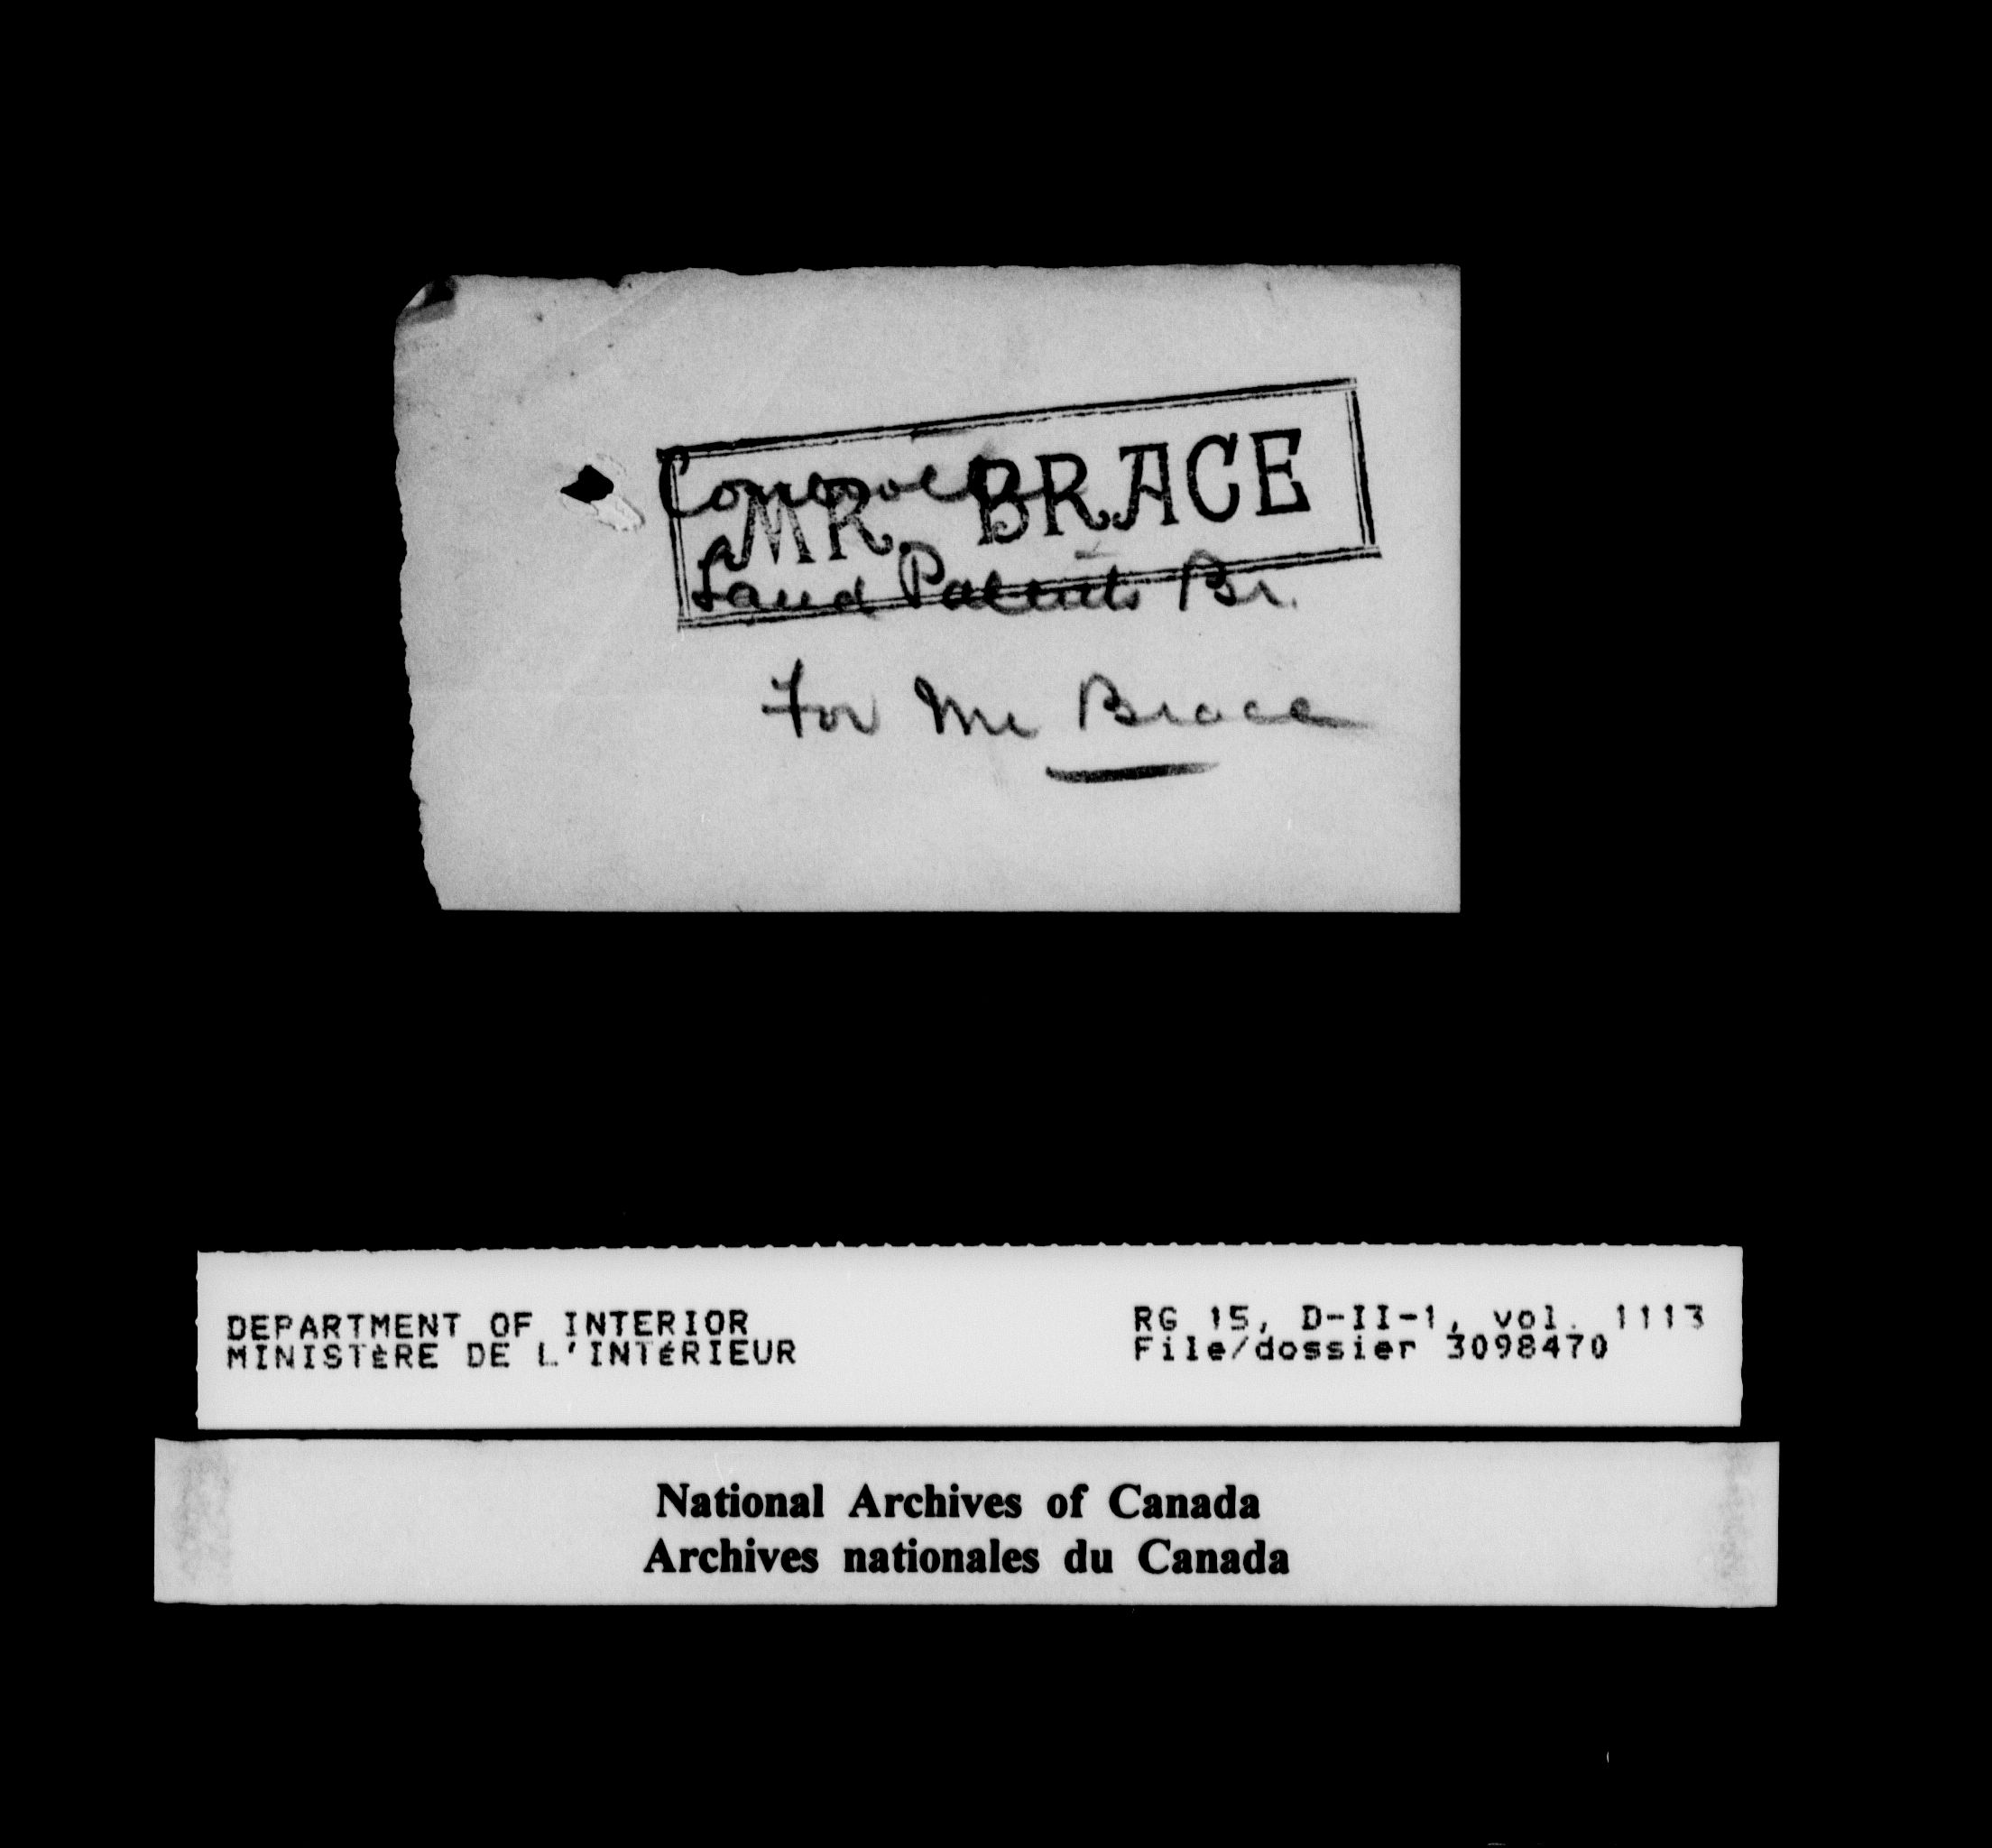 Controller
MR. BRACE
Land Patents Br.
For Mr Brace
DEPARTMENT OF INTERIOR
MINISTÈRE DE L'INTÉRIEUR
RG 15, D-II-1, vol. 1113
File/dossier 3098470
National Archives of Canada
Archives nationales du Canada